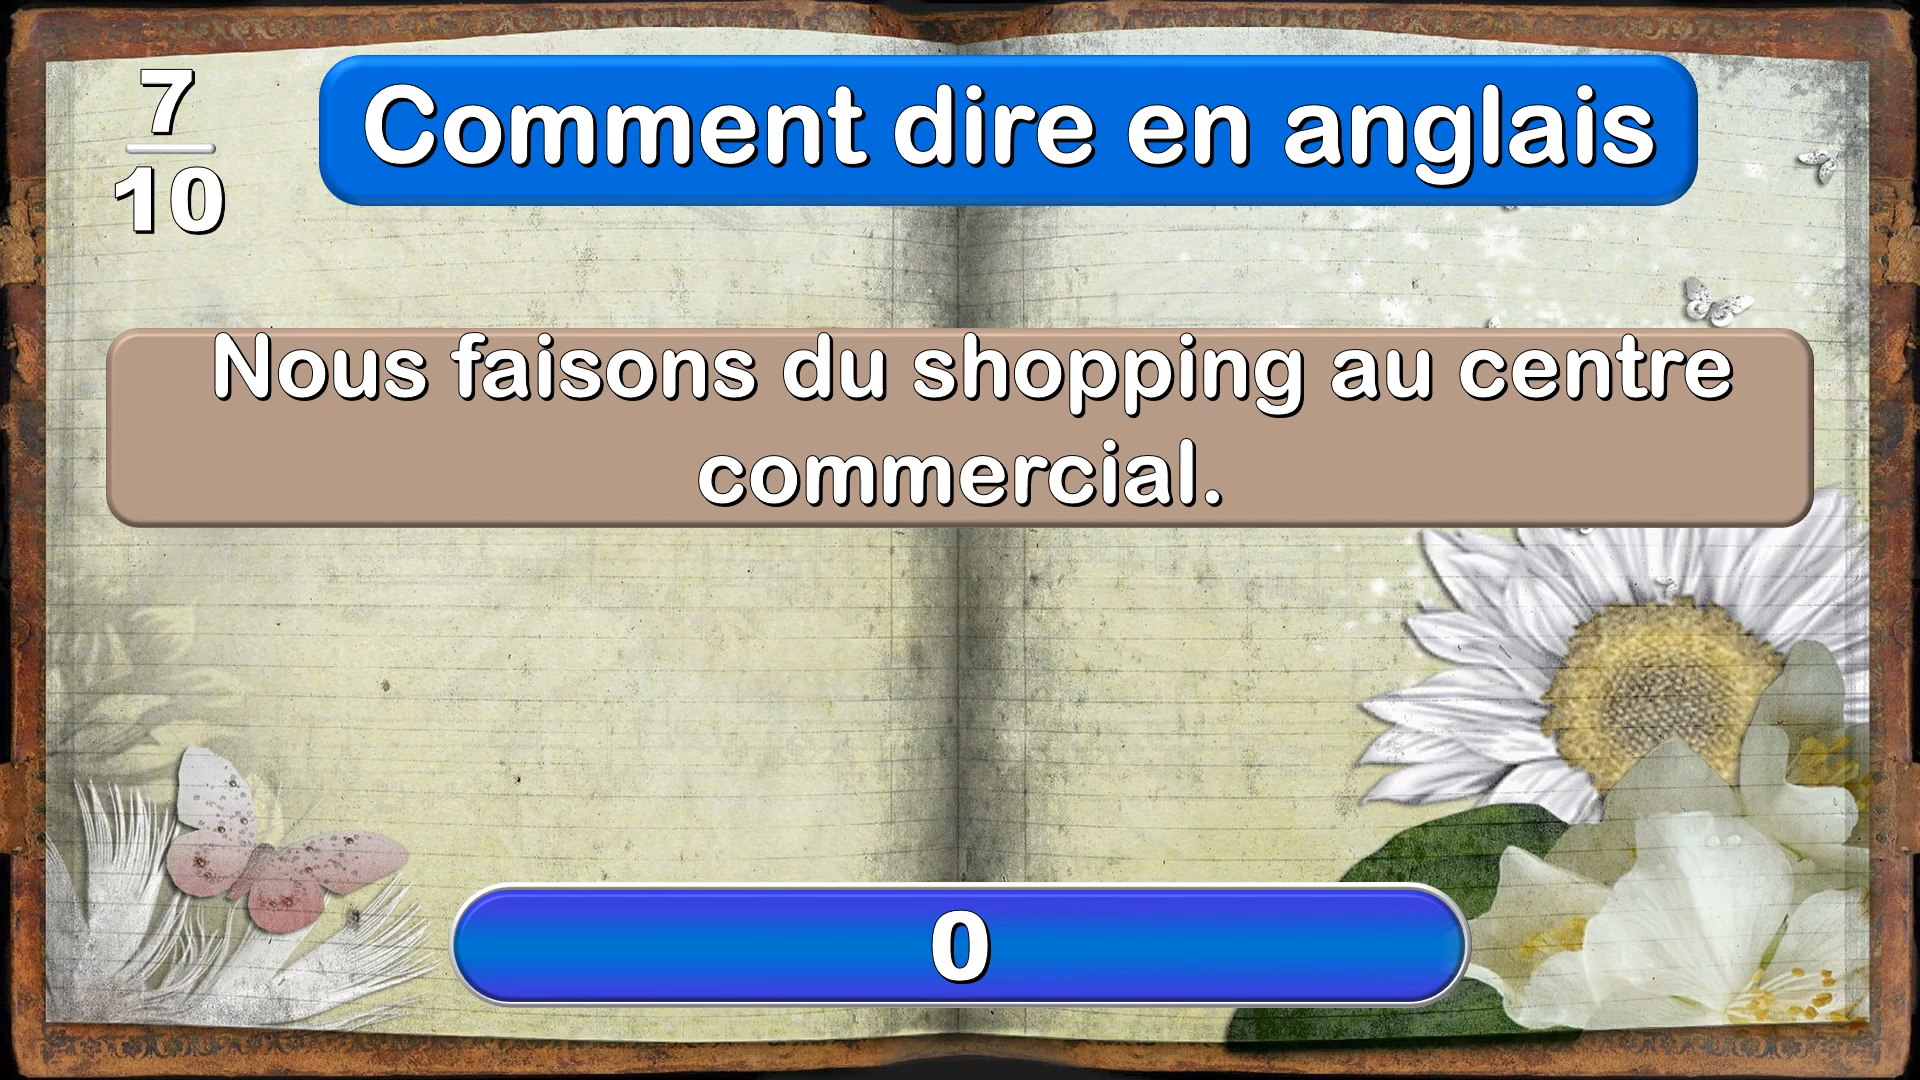 7
10
Comment dire en anglais
Nous faisons du shopping au centre
commercial.
0